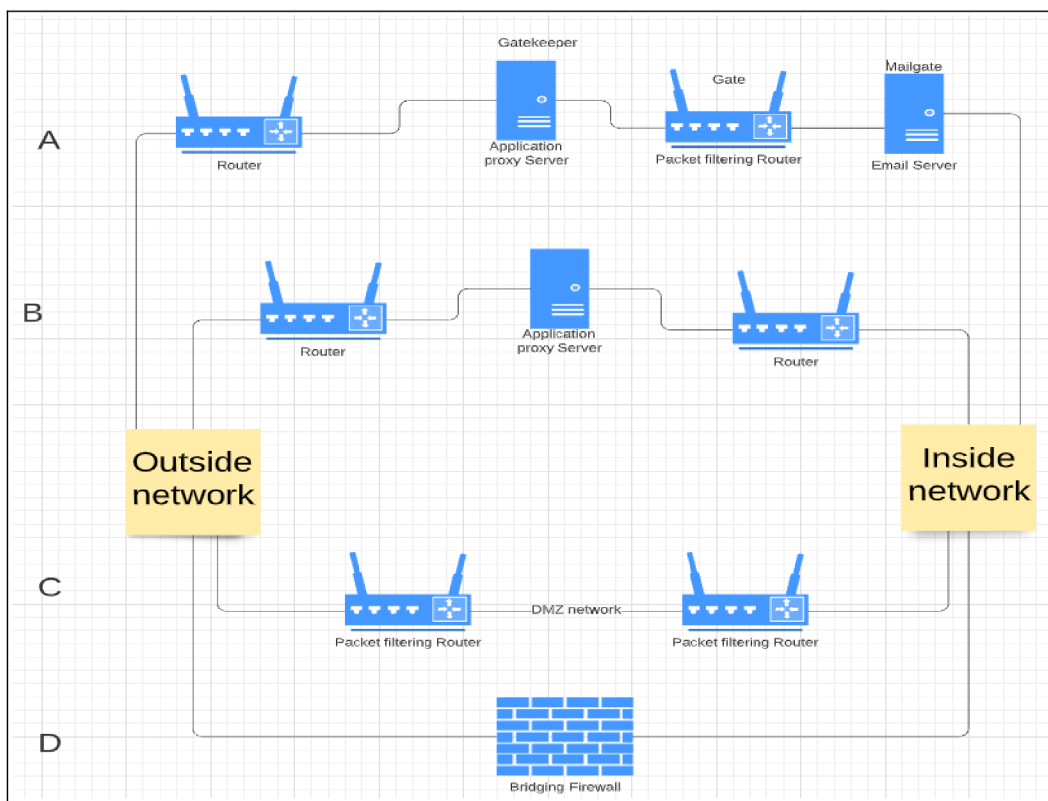 Gatekeeper
Gate
Mailgate
A
Router
Application
proxy Server
Packet filtering Router
Email Server
B
Router
Application
proxy Server
Router
Outside
network
Inside
network
C
DMZ network
Packet filtering Router
Packet filtering Router
D
Bridging Firewall